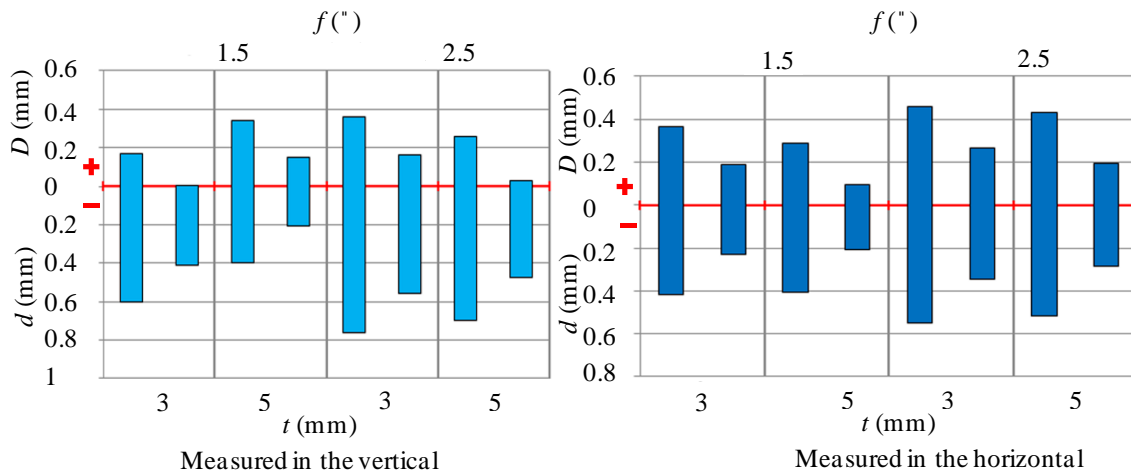 f (")
1.5 2.5
0.6
0.4
0.2
0
0.2
0.4
0.6
0.8
1
D (mm)
+
−
d (mm)
3 5 3 5
t (mm)
Measured in the vertical
f (")
1.5 2.5
0.6
0.4
0.2
0
0.2
0.4
0.6
0.8
D (mm)
+
−
d (mm)
3 5 3 5
t (mm)
Measured in the horizontal